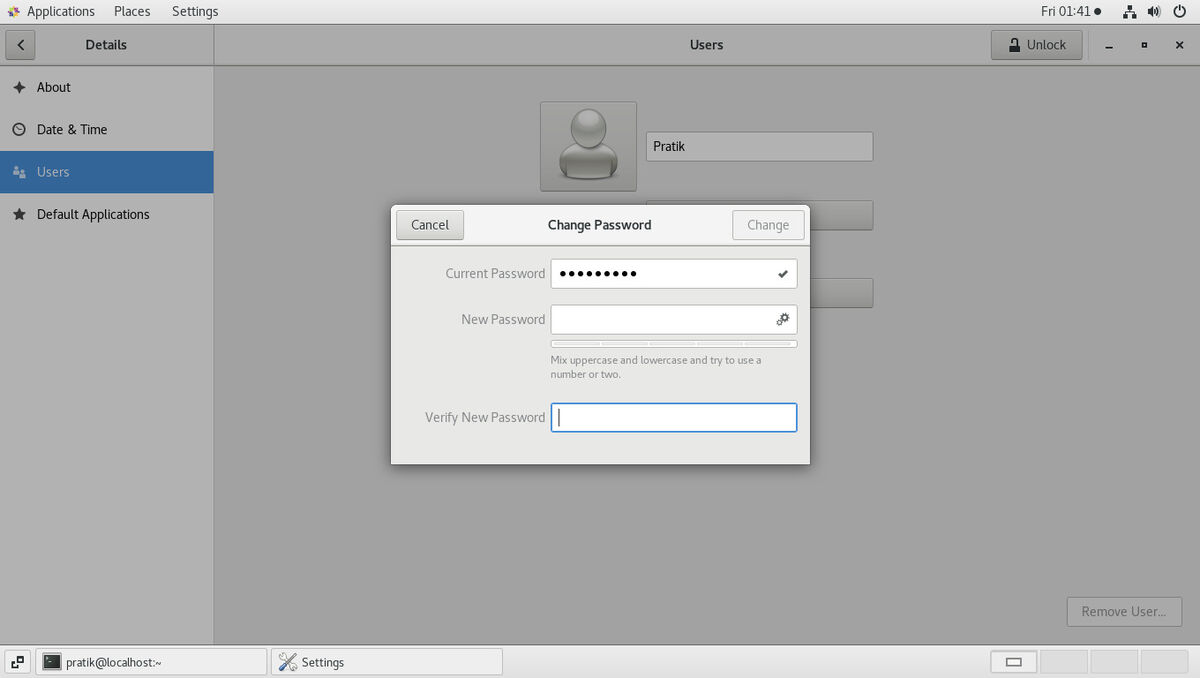 Applications Places Settings Fri 01:41
Details Users Unlock
About
Date & Time
Users
Default Applications
Pratik
Cancel Change Password Change
Current Password
New Password
Mix uppercase and lowercase and try to use a
number or two.
Verify New Password
Remove User...
pratik@localhost:~ Settings